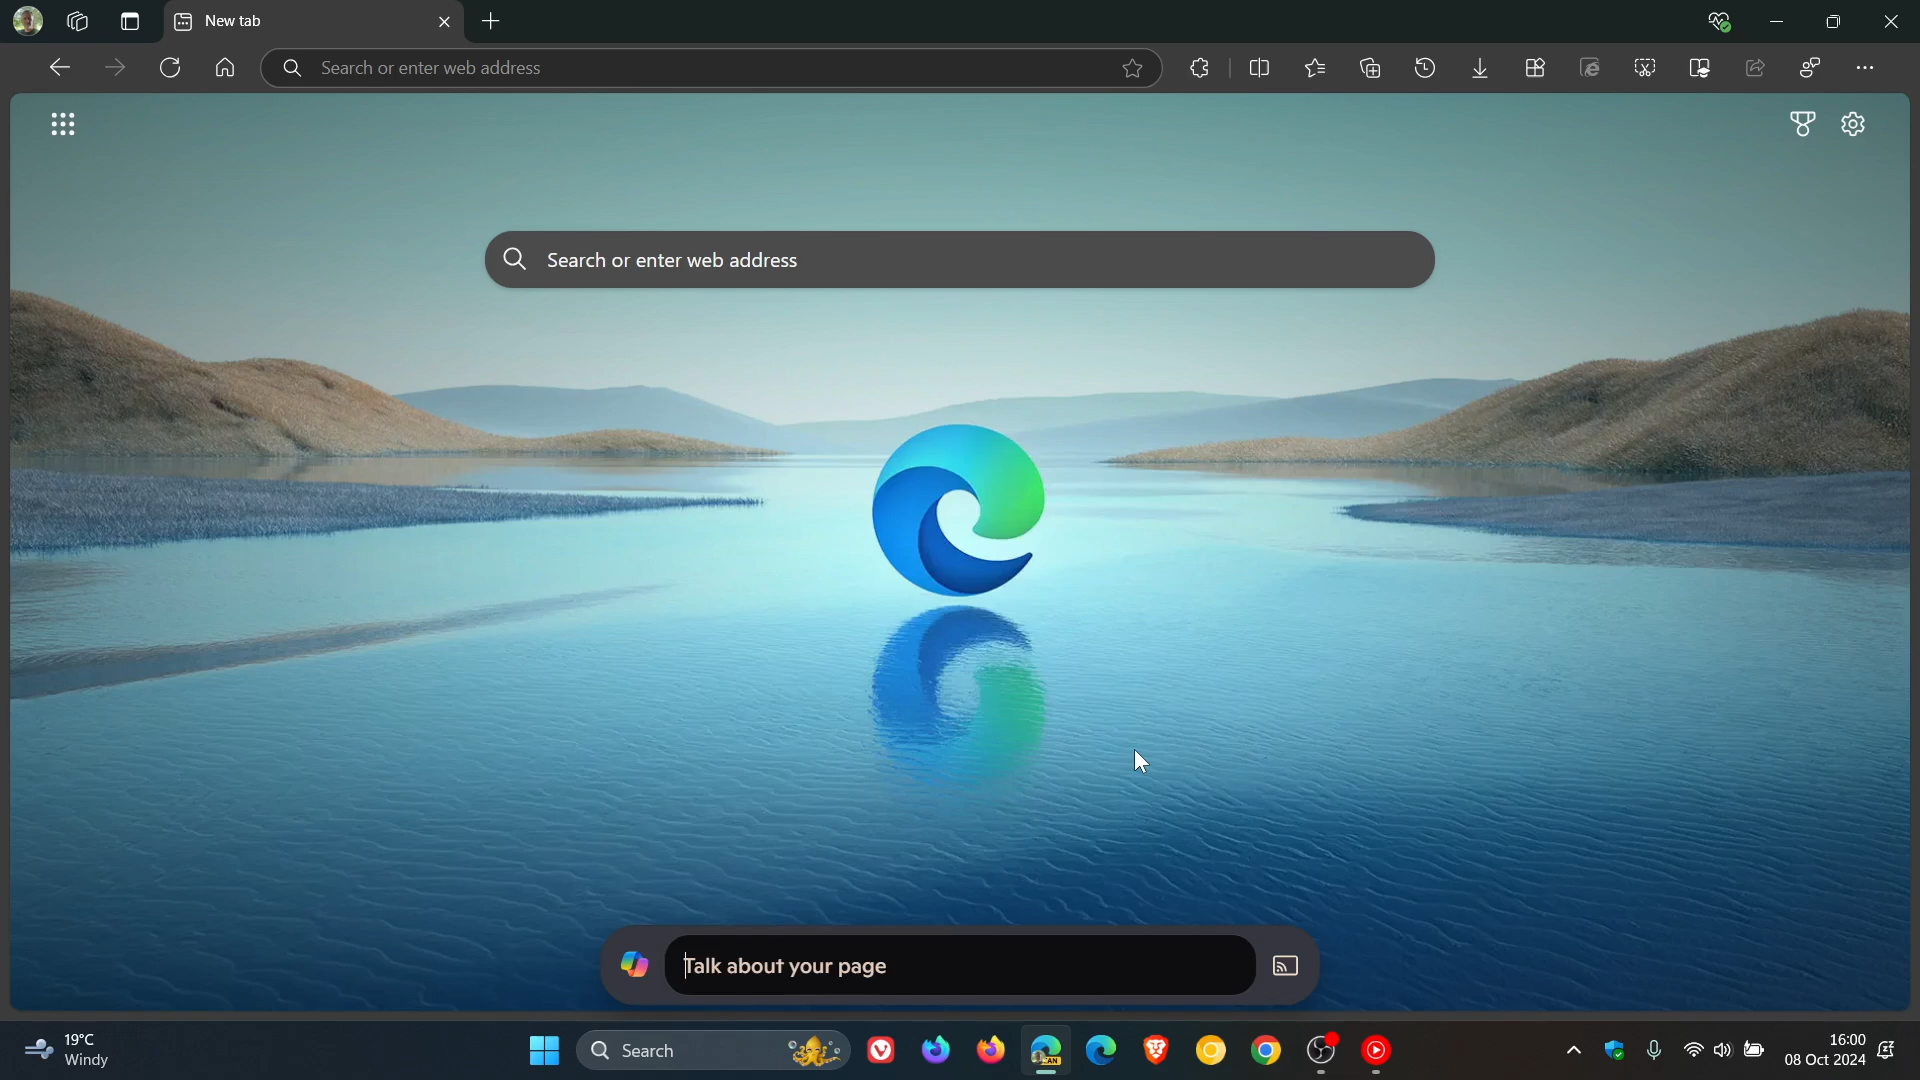 New tab
Search or enter web address
Search or enter web address
Talk about your page
19°C
Windy
Search
CAN
16:00
08 Oct 2024